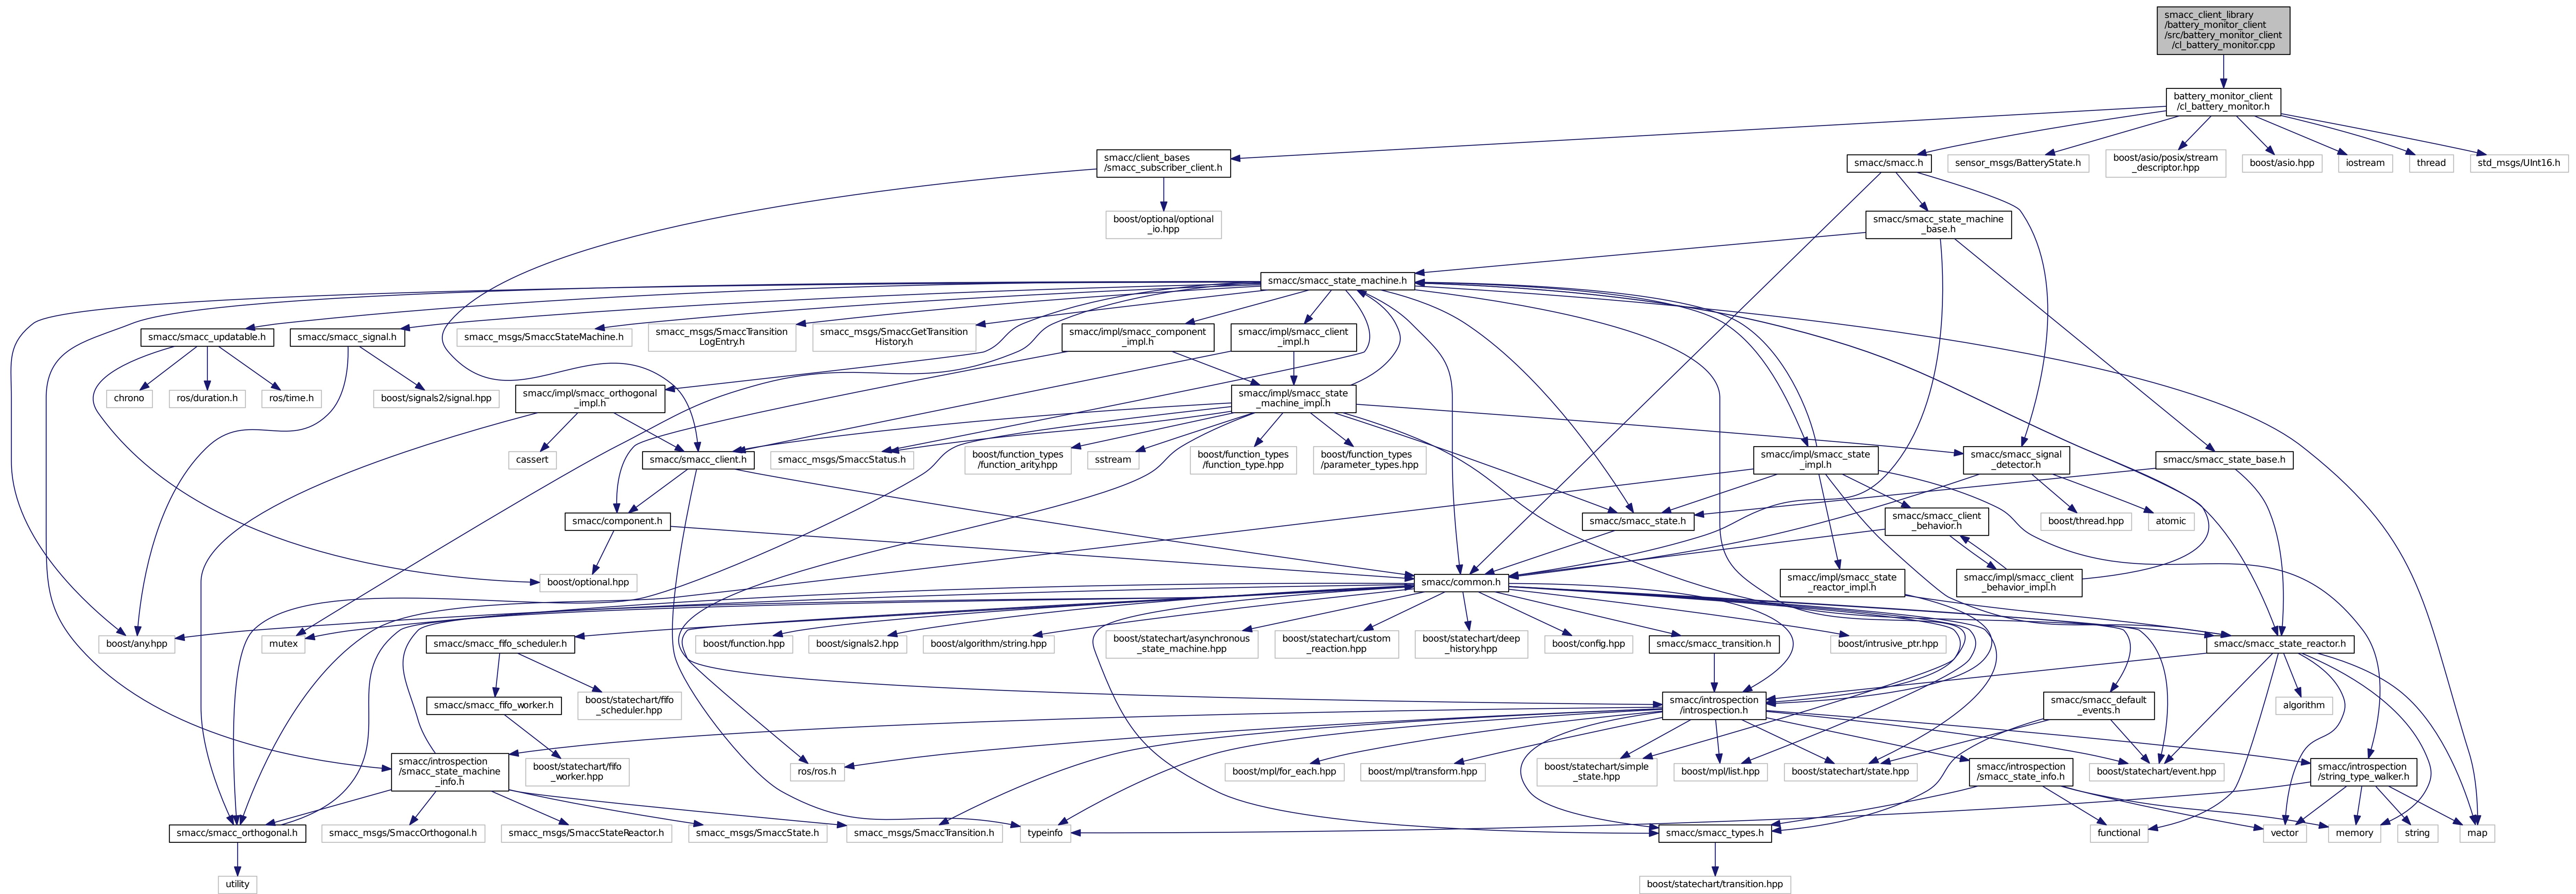 smacc_client_library
/battery_monitor_client
/src/battery_monitor_client
/cl_battery_monitor.cpp
battery_monitor_client
/cl_battery_monitor.h
smacc/client_bases
/smacc_subscriber_client.h
smacc/smacc.h
sensor_msgs/BatteryState.h
boost/asio/posix/stream
_descriptor.hpp
boost/asio.hpp
iostream
thread
std_msgs/UInt16.h
boost/optional/optional
_io.hpp
smacc/smacc_state_machine
_base.h
smacc/smacc_state_machine.h
smacc/smacc_updatable.h
smacc/smacc_signal.h
smacc_msgs/SmaccStateMachine.h
smacc_msgs/SmaccTransition
LogEntry.h
smacc_msgs/SmaccGetTransition
History.h
smacc/impl/smacc_component
_impl.h
smacc/impl/smacc_client
_impl.h
chrono
ros/duration.h
ros/time.h
boost/signals2/signal.hpp
smacc/impl/smacc_orthogonal
_impl.h
smacc/impl/smacc_state
_machine_impl.h
cassert
smacc/smacc_client.h
smacc_msgs/SmaccStatus.h
boost/function_types
/function_arity.hpp
sstream
boost/function_types
/function_type.hpp
boost/function_types
/parameter_types.hpp
smacc/impl/smacc_state
_impl.h
smacc/smacc_signal
_detector.h
smacc/smacc_state_base.h
smacc/component.h
smacc/smacc_state.h
smacc/smacc_client
_behavior.h
boost/thread.hpp
atomic
boost/optional.hpp
smacc/common.h
smacc/impl/smacc_state
_reactor_impl.h
smacc/impl/smacc_client
_behavior_impl.h
boost/any.hpp
mutex
smacc/smacc_fifo_scheduler.h
boost/function.hpp
boost/signals2.hpp
boost/algorithm/string.hpp
boost/statechart/asynchronous
_state_machine.hpp
boost/statechart/custom
_reaction.hpp
boost/statechart/deep
_history.hpp
boost/config.hpp
smacc/smacc_transition.h
boost/intrusive_ptr.hpp
smacc/smacc_state_reactor.h
smacc/smacc_fifo_worker.h
boost/statechart/fifo
_scheduler.hpp
smacc/introspection
/introspection.h
smacc/smacc_default
_events.h
algorithm
smacc/introspection
/smacc_state_machine
_info.h
boost/statechart/fifo
_worker.hpp
ros/ros.h
boost/mpl/for_each.hpp
boost/mpl/transform.hpp
boost/statechart/simple
_state.hpp
boost/mpl/list.hpp
boost/statechart/state.hpp
smacc/introspection
/smacc_state_info.h
boost/statechart/event.hpp
smacc/introspection
/string_type_walker.h
smacc/smacc_orthogonal.h
smacc_msgs/SmaccOrthogonal.h
smacc_msgs/SmaccStateReactor.h
smacc_msgs/SmaccState.h
smacc_msgs/SmaccTransition.h
typeinfo
smacc/smacc_types.h
functional
vector
memory
string
map
utility
boost/statechart/transition.hpp